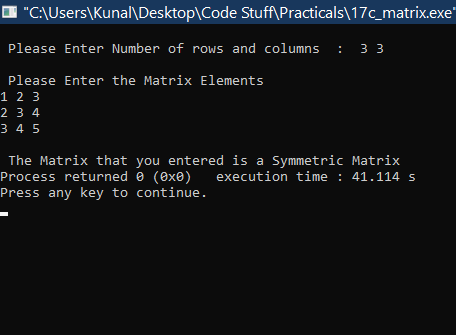 "C:\Users\Kunal\Desktop\Code Stuff\Practicals\17c_matrix.exe"
Please Enter Number of rows and columns  :  3 3
Please Enter the Matrix Elements
1 2 3
2 3 4
3 4 5
The Matrix that you entered is a Symmetric Matrix
Process returned 0 (0x0)   execution time : 41.114 s
Press any key to continue.